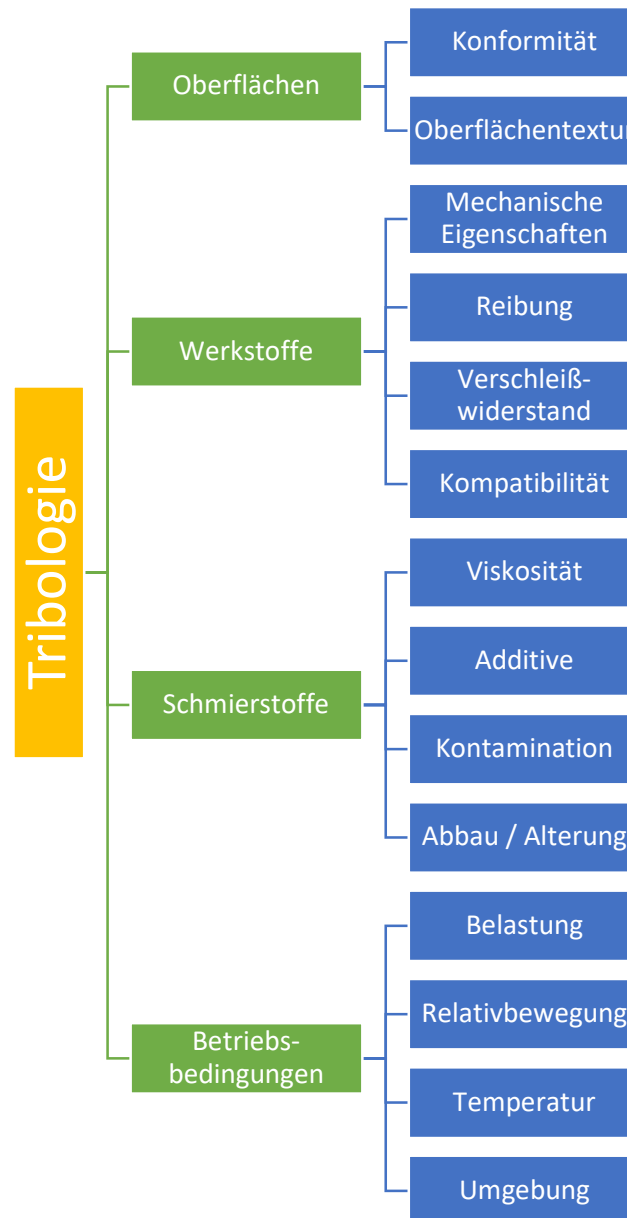 Tribologie
Oberflächen
Konformität
Oberflächentextur
Werkstoffe
Mechanische
Eigenschaften
Reibung
Verschleiß-
widerstand
Kompatibilität
Schmierstoffe
Viskosität
Additive
Kontamination
Abbau / Alterung
Betriebs-
bedingungen
Belastung
Relativbewegung
Temperatur
Umgebung